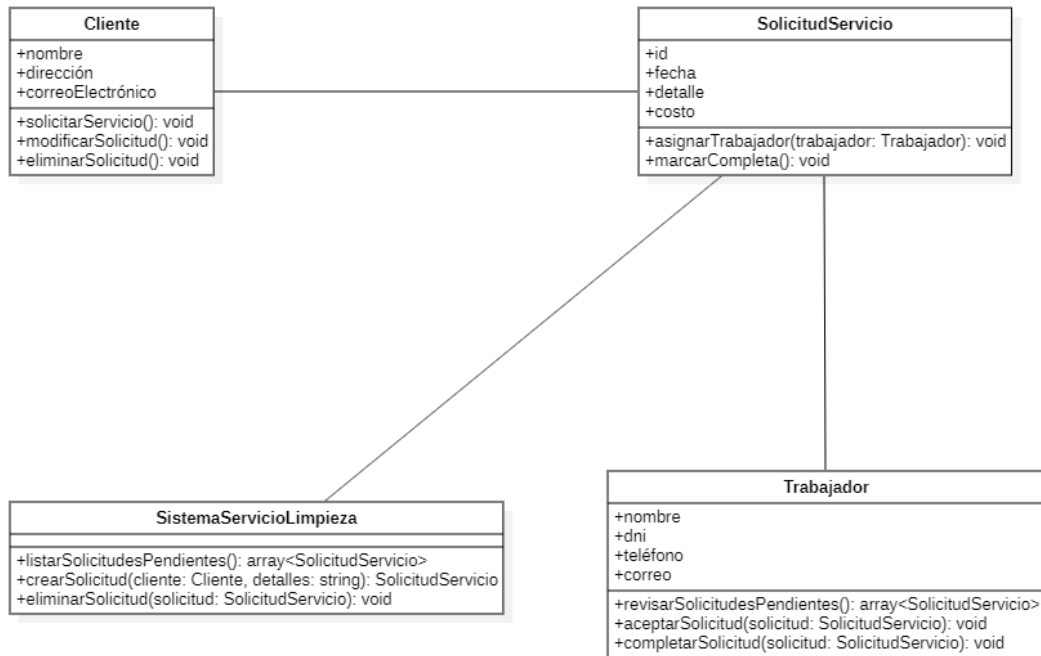 Cliente
+nombre
+dirección
+correoElectrónico
+solicitarServicio(): void
+modificarSolicitud(): void
+eliminarSolicitud(): void
SolicitudServicio
+id
+fecha
+detalle
+costo
+asignarTrabajador(trabajador: Trabajador): void
+marcarCompleta(): void
SistemaServicioLimpieza
+listarSolicitudesPendientes(): array<SolicitudServicio>
+crearSolicitud(cliente: Cliente, detalles: string): SolicitudServicio
+eliminarSolicitud(solicitud: SolicitudServicio): void
Trabajador
+nombre
+dni
+teléfono
+correo
+revisarSolicitudesPendientes(): array<SolicitudServicio>
+aceptarSolicitud(solicitud: SolicitudServicio): void
+completarSolicitud(solicitud: SolicitudServicio): void